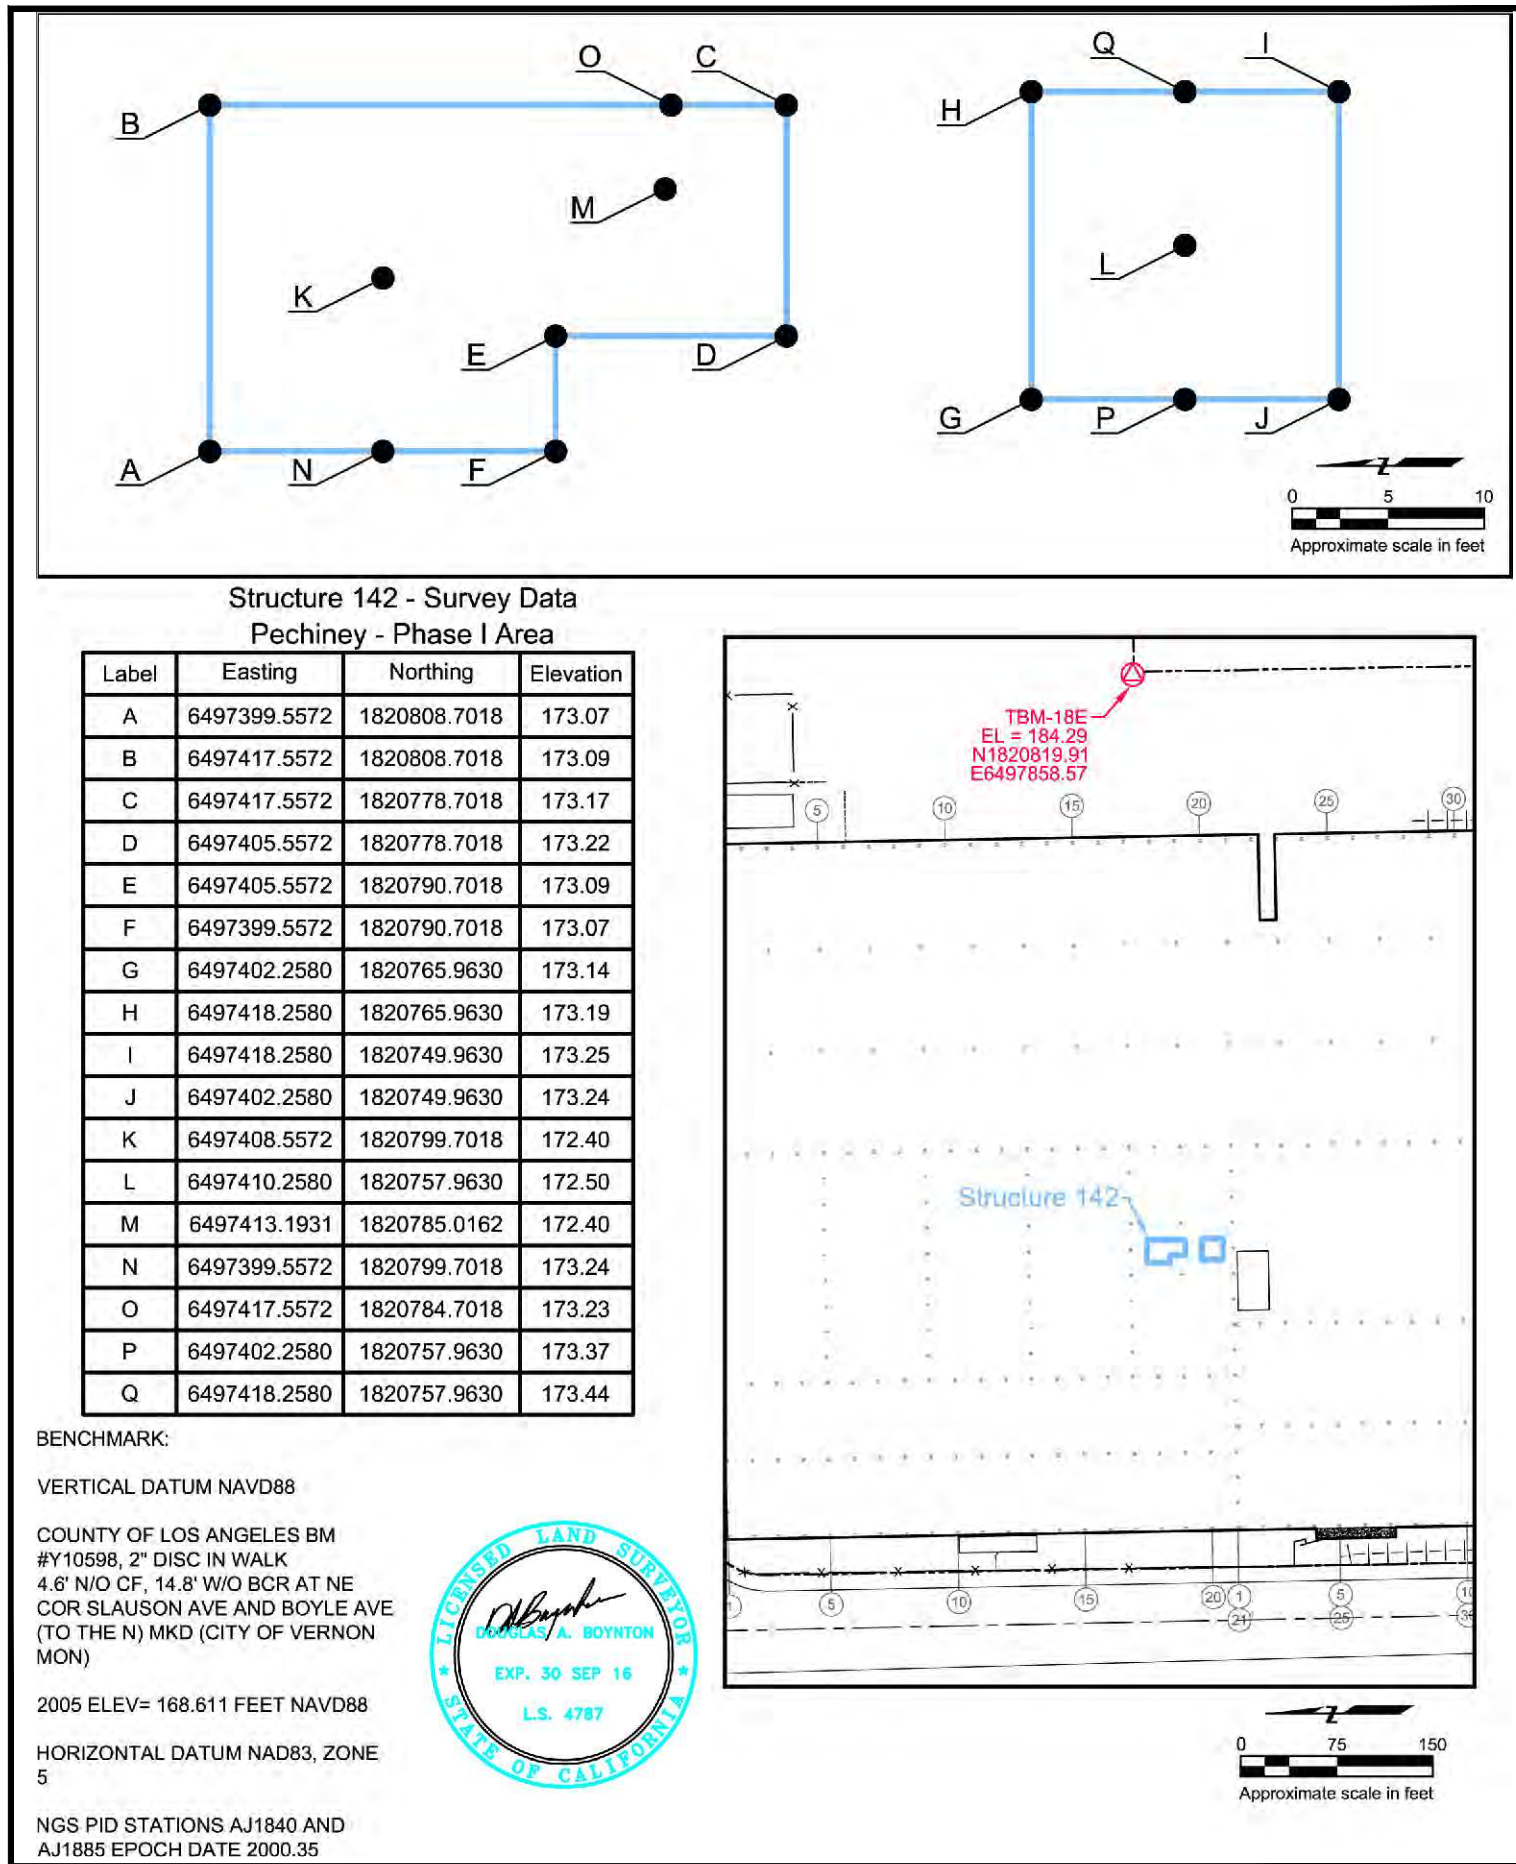 O
C
Q
I
B
H
M
K
L
E
D
G
P
J
A
N
F
Z
0 5 10
Approximate scale in feet
Structure 142 - Survey Data
Pechiney - Phase I Area
Label Easting Northing Elevation
A 6497399.5572 1820808.7018 173.07
B 6497417.5572 1820808.7018 173.09
C 6497417.5572 1820778.7018 173.17
D 6497405.5572 1820778.7018 173.22
E 6497405.5572 1820790.7018 173.09
F 6497399.5572 1820790.7018 173.07
G 6497402.2580 1820765.9630 173.14
H 6497418.2580 1820765.9630 173.19
I 6497418.2580 1820749.9630 173.25
J 6497402.2580 1820749.9630 173.24
K 6497408.5572 1820799.7018 172.40
L 6497410.2580 1820757.9630 172.50
M 6497413.1931 1820785.0162 172.40
N 6497399.5572 1820799.7018 173.24
O 6497417.5572 1820784.7018 173.23
P 6497402.2580 1820757.9630 173.37
Q 6497418.2580 1820757.9630 173.44
BENCHMARK:
VERTICAL DATUM NAVD88
COUNTY OF LOS ANGELES BM
#Y10598, 2" DISC IN WALK
4.6' N/O CF, 14.8' W/O BCR AT NE
COR SLAUSON AVE AND BOYLE AVE
(TO THE N) MKD (CITY OF VERNON
MON)
2005 ELEV= 168.611 FEET NAVD88
HORIZONTAL DATUM NAD83, ZONE
5
NGS PID STATIONS AJ1840 AND
AJ1885 EPOCH DATE 2000.35
LICENSED LAND SURVEYOR
DOUGLAS A. BOYNTON
EXP. 30 SEP 16
L.S. 4787
STATE OF CALIFORNIA
TBM-18E
EL = 184.29
N1820819.91
E6497858.57
5 10 15 20 25 30
Structure 142
1 5 10 15 20 1 5 10
21 25 30
Z
0 75 150
Approximate scale in feet